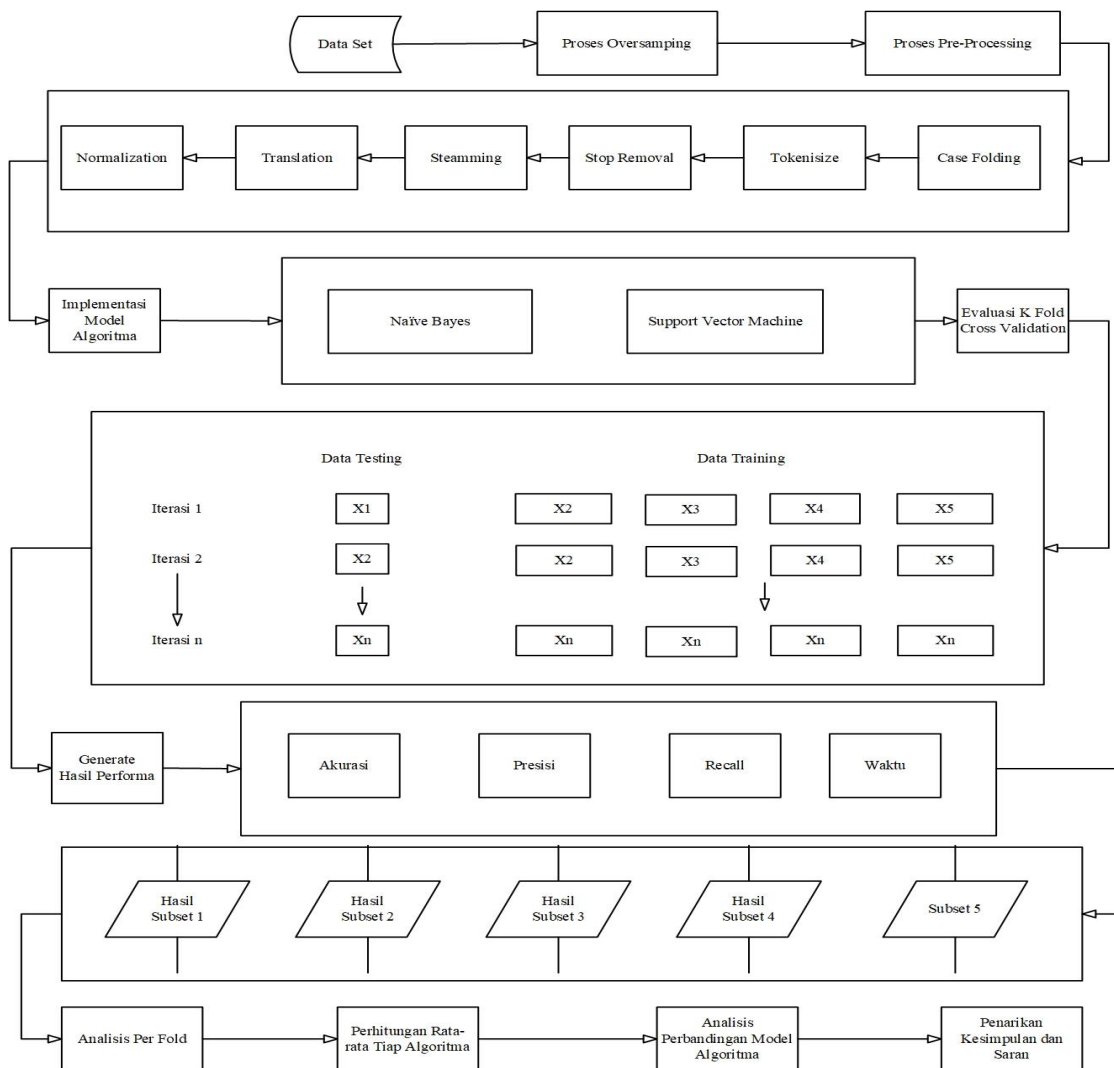 Data Set
Proses Oversamping
Proses Pre-Processing
Normalization
Translation
Steamming
Stop Removal
Tokenisize
Case Folding
Implementasi
Model
Algoritma
Naïve Bayes
Support Vector Machine
Evaluasi K Fold
Cross Validation
Data Testing
Data Training
Iterasi 1
X1
X2
X3
X4
X5
Iterasi 2
X2
X2
X3
X4
X5
Iterasi n
Xn
Xn
Xn
Xn
Xn
Generate
Hasil Performa
Akurasi
Presisi
Recall
Waktu
Hasil
Subset 1
Hasil
Subset 2
Hasil
Subset 3
Hasil
Subset 4
Subset 5
Analisis Per Fold
Perhitungan Rata-
rata Tiap Algoritma
Analisis
Perbandingan Model
Algoritma
Penarikan
Kesimpulan dan
Saran